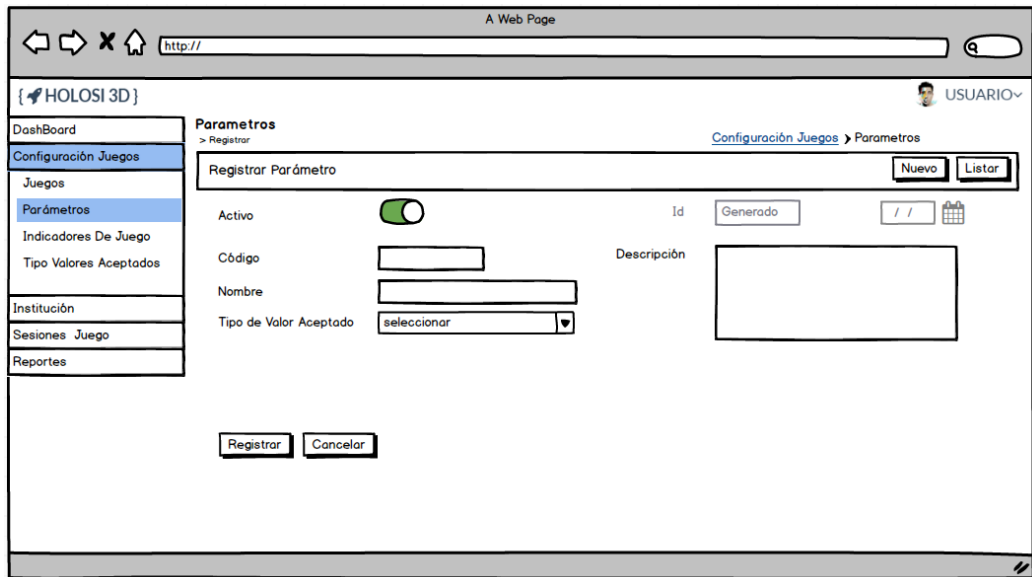 A Web Page
http://
{ HOLOSI 3D }
USUARIO
DashBoard
Configuración Juegos
Juegos
Parámetros
Indicadores De Juego
Tipo Valores Aceptados
Institución
Sesiones Juego
Reportes
Parametros
> Registrar
Configuración Juegos > Parametros
Registrar Parámetro
Nuevo
Listar
Activo
Id
Generado
/ /
Código
Descripción
Nombre
Tipo de Valor Aceptado
seleccionar
Registrar
Cancelar